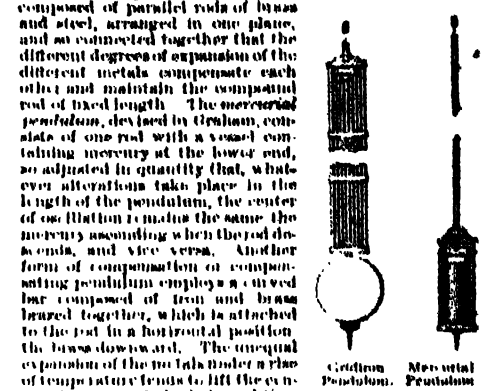 composed of parallel rods of brass
and steel, arranged in one plane,
and so connected together that the
different degrees of expansion of the
different metals compensate each
other and maintain the compound
rod of fixed length The mercurial
pendulum, devised in Graham, con-
sists of one rod with a vessel con-
taining mercury at the lower end,
so adjusted in quantity that, what-
ever alterations take place in the
length of the pendulum, the center
of oscillation remains the same the
mercury ascending when the rod de-
scends, and vice versa. Another
form of compensation or compen-
sating pendulum employs a curved
bar composed of iron and brass
brazed together, which is attached
to the rod in a horizontal position
the brass downward. The unequal
expansion of the metals under a rise
of temperature tends to lift the cen-
Gridiron
Pendulum.
Mercurial
Pendulum